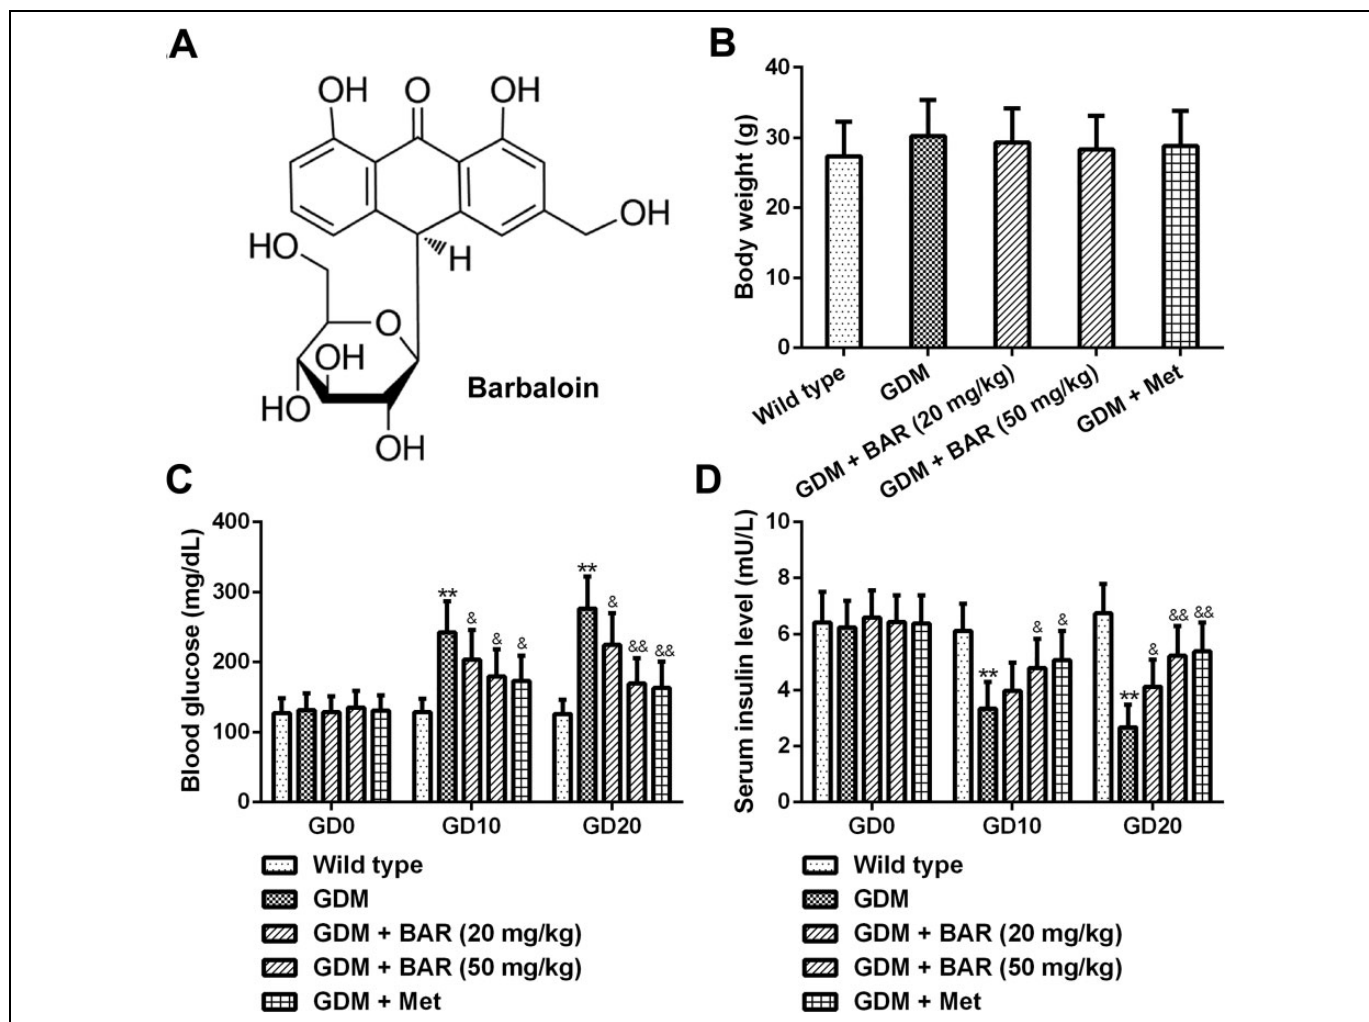 A
OH
O
OH
OH
H
HO
O
OH
HO
OH
Barbaloin
B
Body weight (g)
40
30
20
10
0
Wild type
GDM
GDM + BAR (20 mg/kg)
GDM + BAR (50 mg/kg)
GDM + Met
C
Blood glucose (mg/dL)
400
300
200
100
0
** & & &
** & && &&
GD0 GD10 GD20
Wild type
GDM
GDM + BAR (20 mg/kg)
GDM + BAR (50 mg/kg)
GDM + Met
D
Serum insulin level (mU/L)
10
8
6
4
2
0
** & &
** & && &&
GD0 GD10 GD20
Wild type
GDM
GDM + BAR (20 mg/kg)
GDM + BAR (50 mg/kg)
GDM + Met